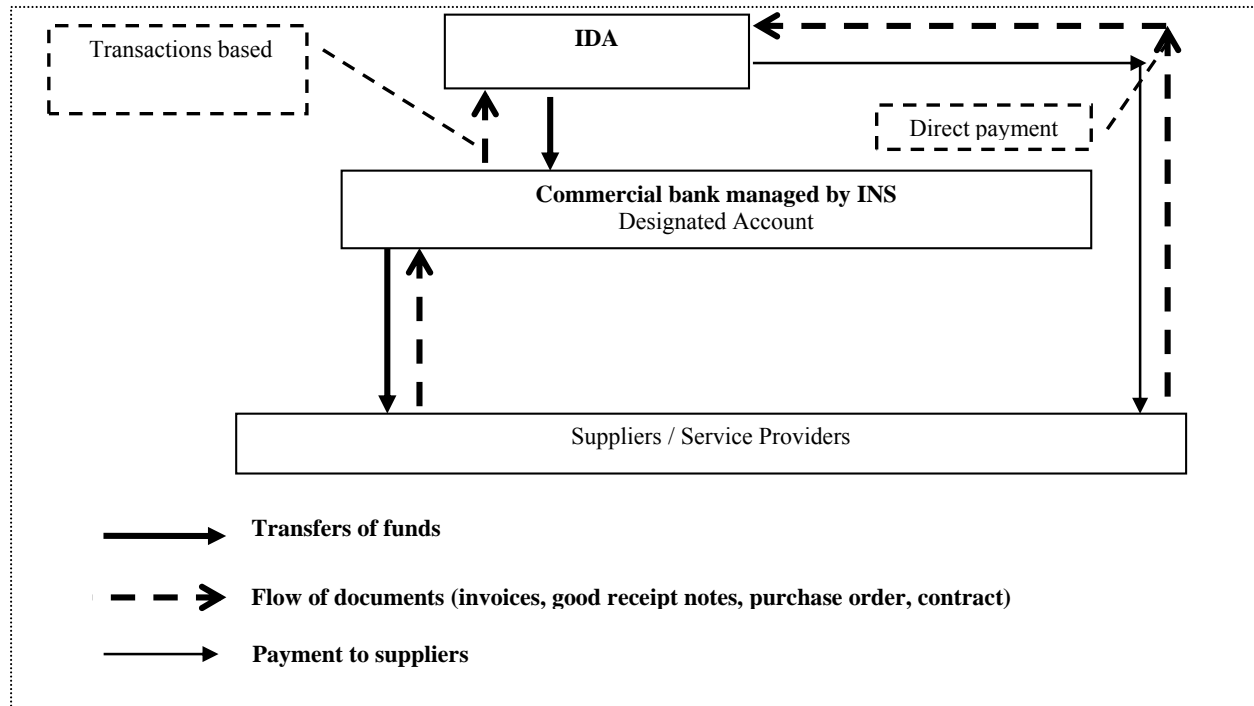 Transactions based
IDA
Direct payment
Commercial bank managed by INS
Designated Account
Suppliers / Service Providers
Transfers of funds
Flow of documents (invoices, good receipt notes, purchase order, contract)
Payment to suppliers